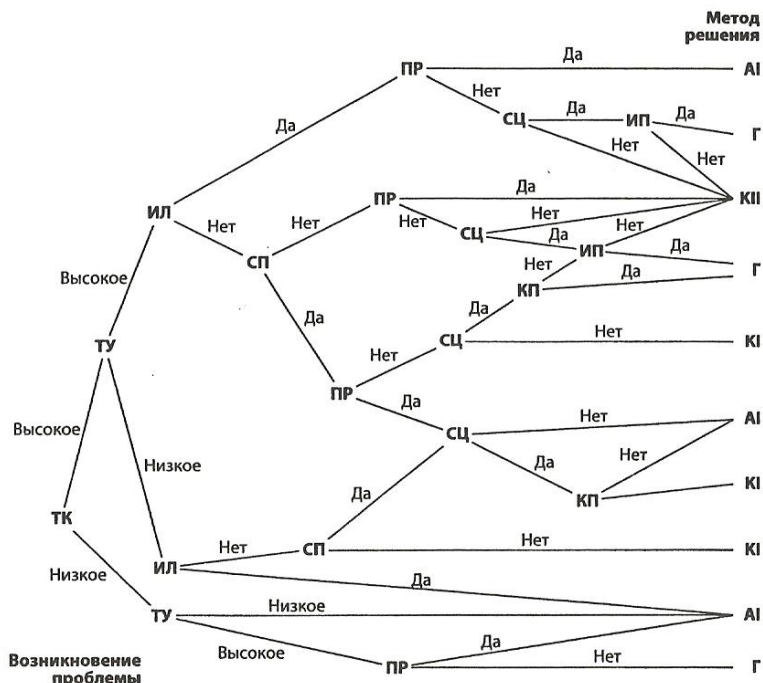 Метод
решения
ПР Да АI
Нет
СЦ Да ИП Да Г
Да Нет Нет
ИЛ Нет СП Нет ПР Да КII
Нет СЦ Нет Нет
Да ИП Да Г
Высокое Нет Да
КП
Да Да
ТУ Нет СЦ Нет КI
ПР
Да Нет АI
Высокое СЦ Нет
Низкое Да
Да КП КI
ТК
Нет СП Нет КI
ИЛ
Низкое Да
ТУ Низкое АI
Высокое Да
ПР Нет Г
Возникновение
проблемы